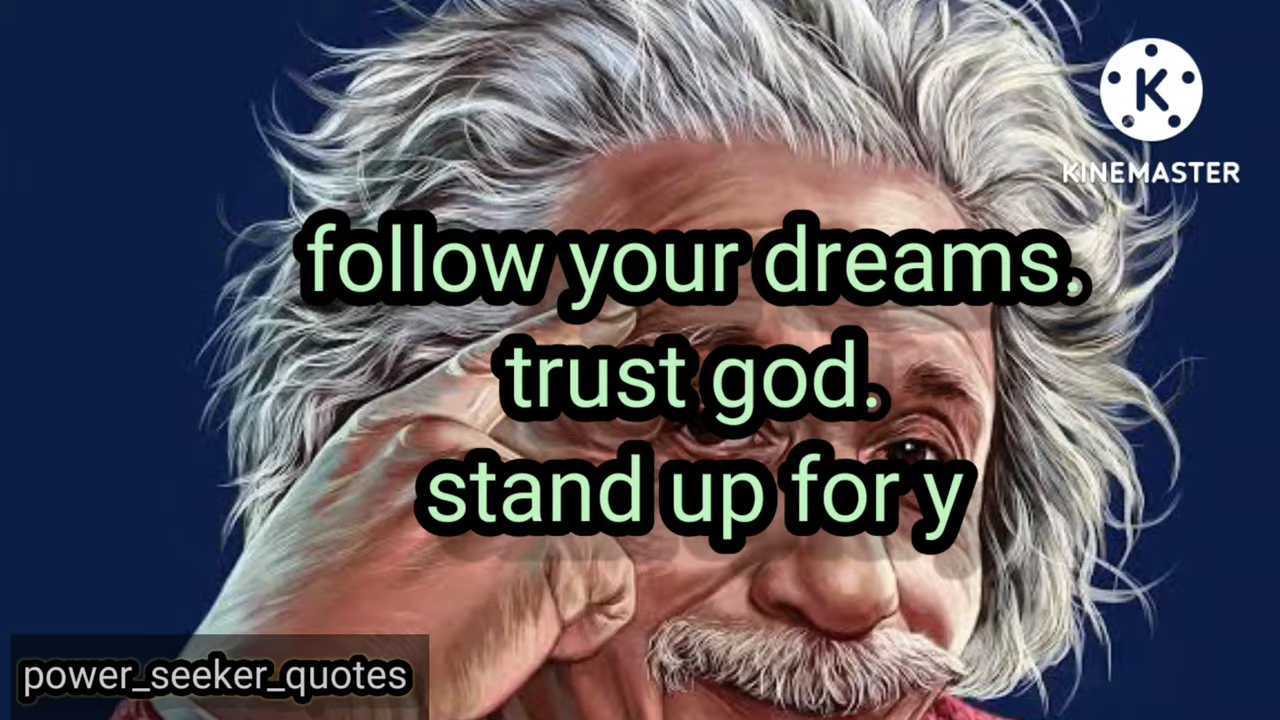 K
KINEMASTER
follow your dreams.
trust god.
stand up for y
power_seeker_quotes